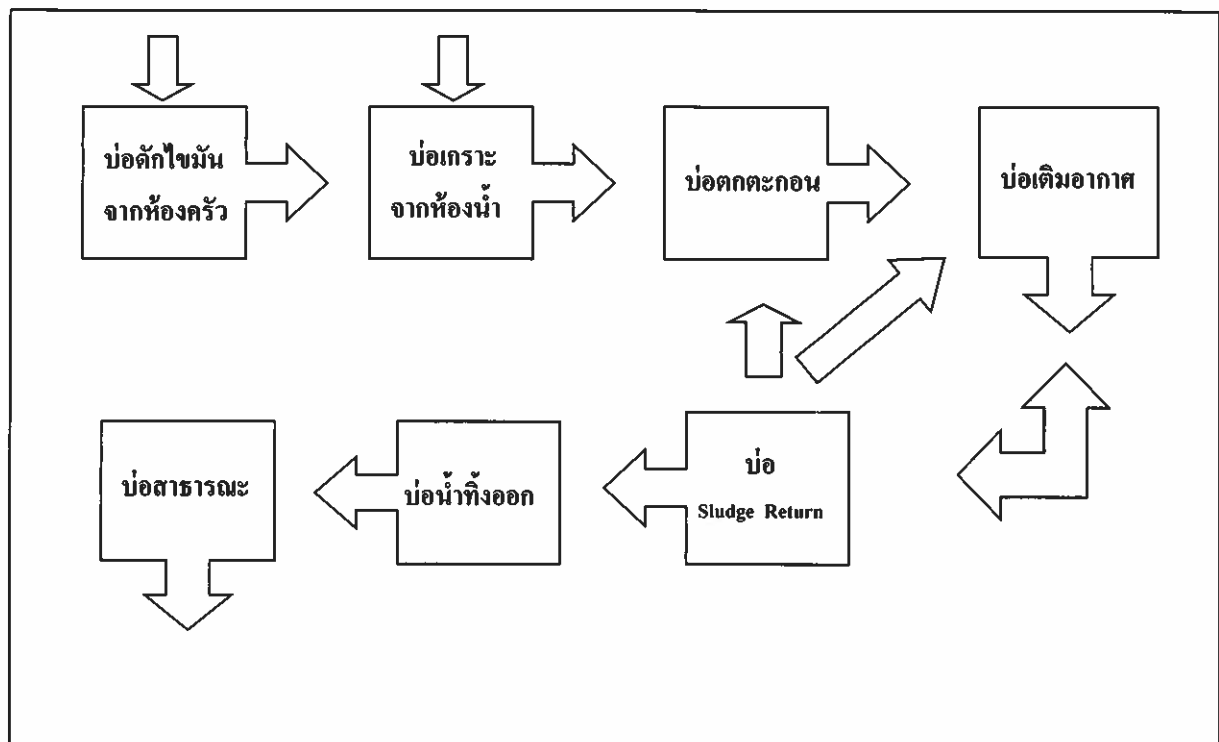 บ่อดักไขมัน
จากห้องครัว
บ่อเกราะ
จากห้องน้ำ
บ่อตกตะกอน
บ่อเติมอากาศ
บ่อสาธารณะ
บ่อน้ำทิ้งออก
บ่อ
Sludge Return